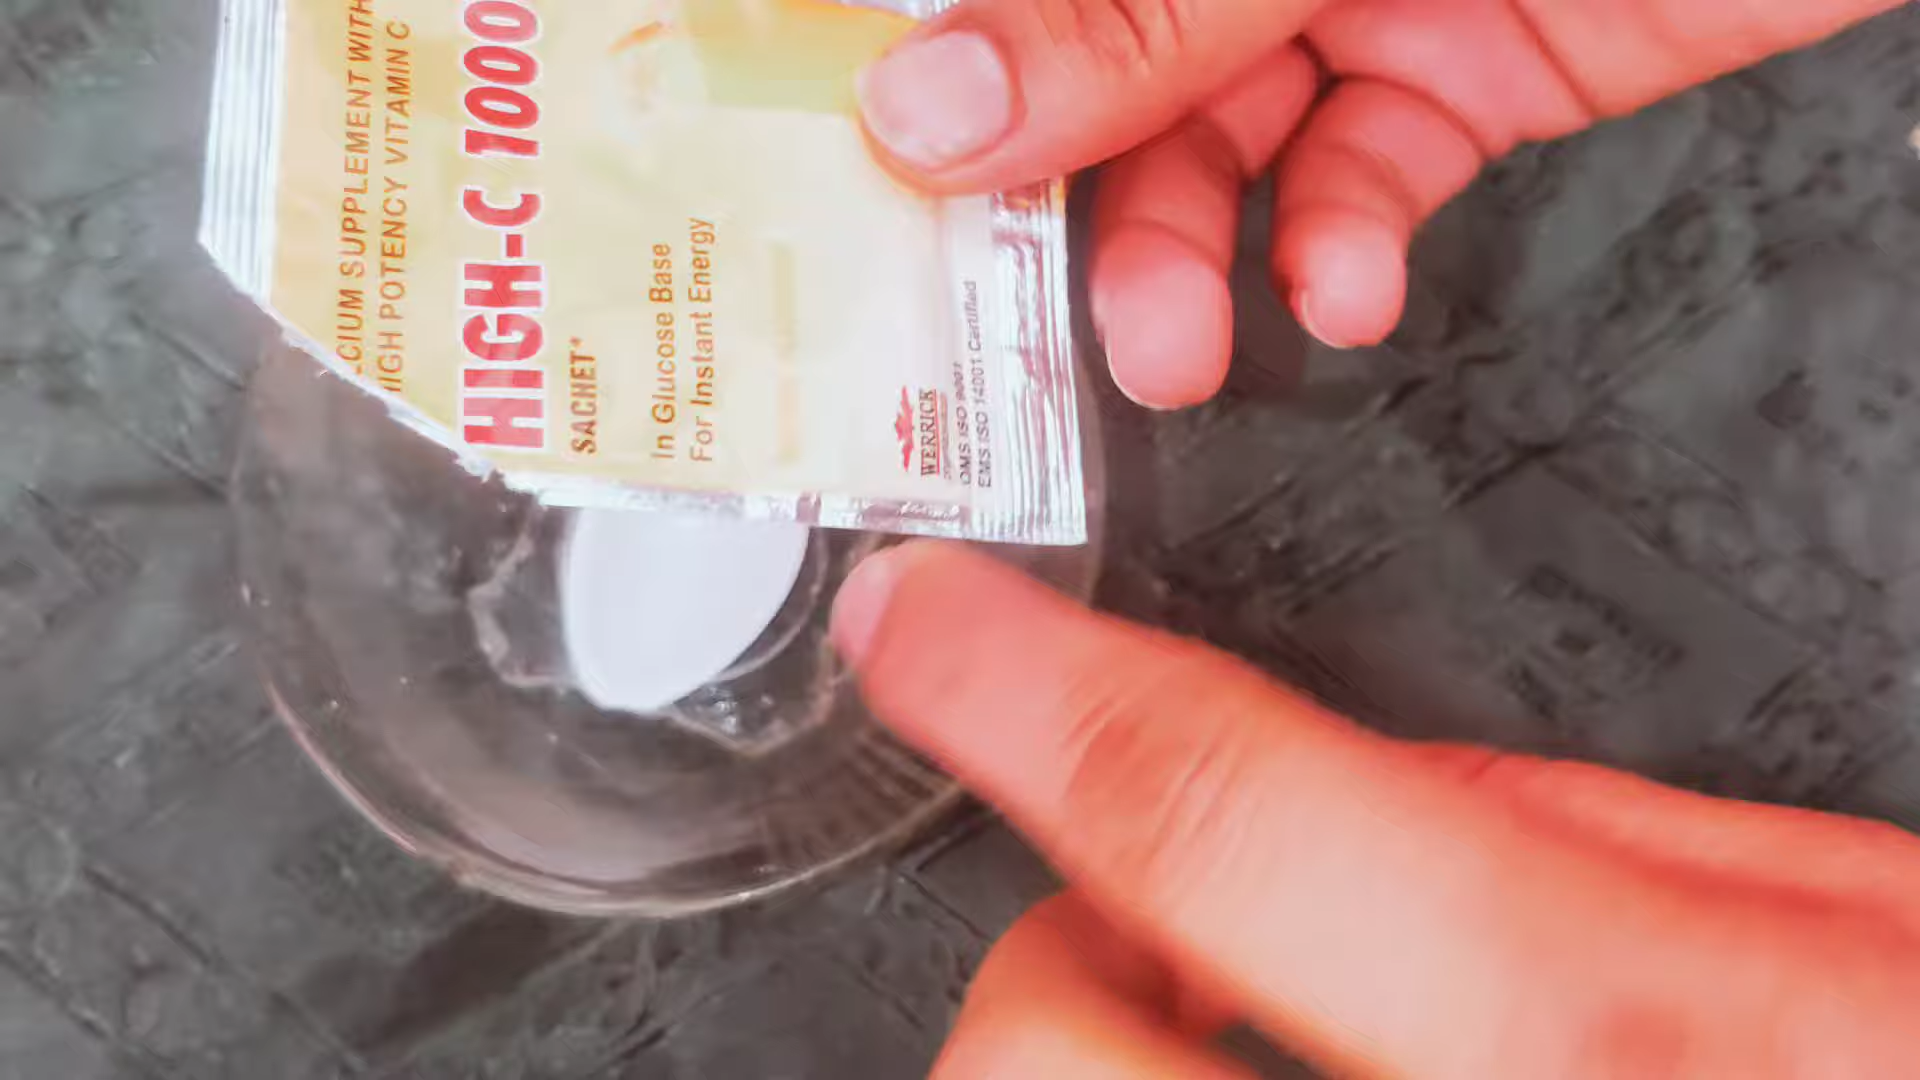 LCIUM SUPPLEMENT WITH
HIGH POTENCY VITAMIN C
HIGH-C 1000
SACHET*
In Glucose Base
For Instant Energy
WERRICK
QMS ISO 9001
EMS ISO 14001 Certified